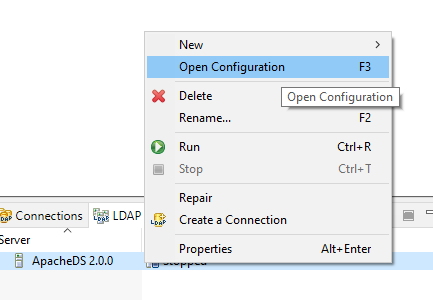 New
Open Configuration F3
Delete
Open Configuration
Rename... F2
Run Ctrl+R
Stop Ctrl+T
Repair
Connections LDAP
Create a Connection
Server
Properties Alt+Enter
ApacheDS 2.0.0 Stopped